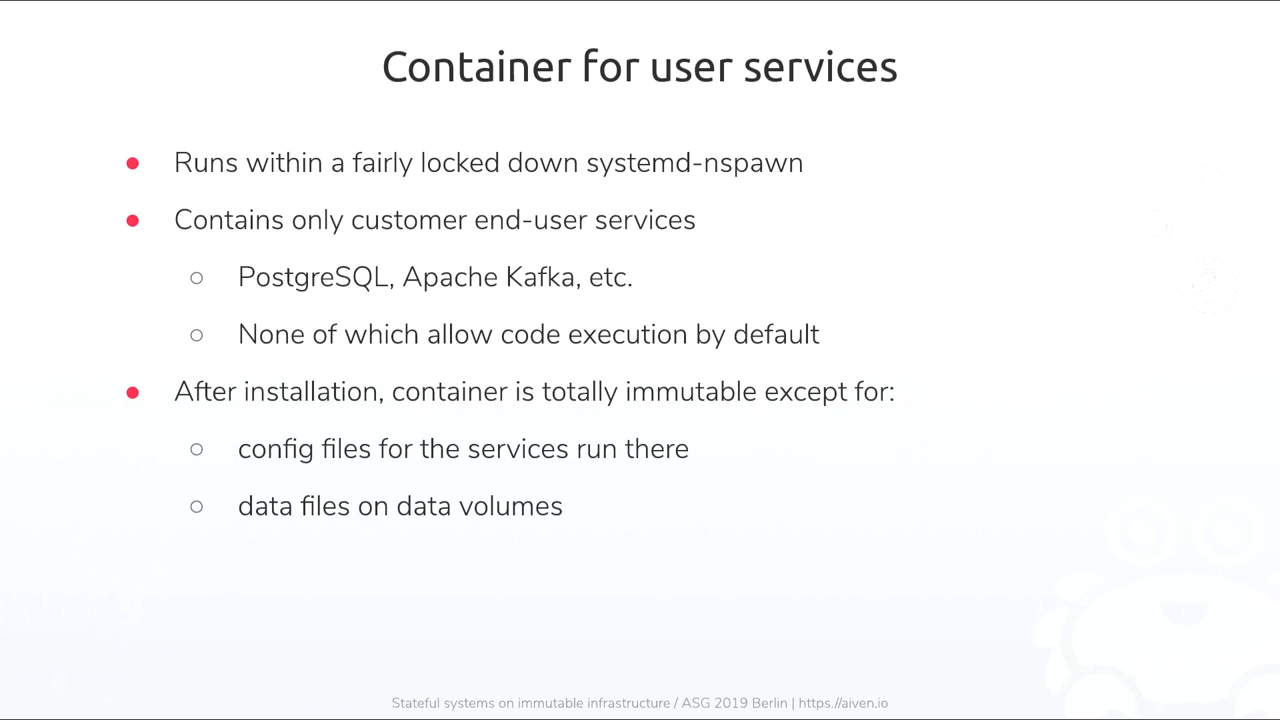 Container for user services
● Runs within a fairly locked down systemd-nspawn
● Contains only customer end-user services
○ PostgreSQL, Apache Kafka, etc.
○ None of which allow code execution by default
● After installation, container is totally immutable except for:
○ config files for the services run there
○ data files on data volumes
Stateful systems on immutable infrastructure / ASG 2019 Berlin | https://aiven.io